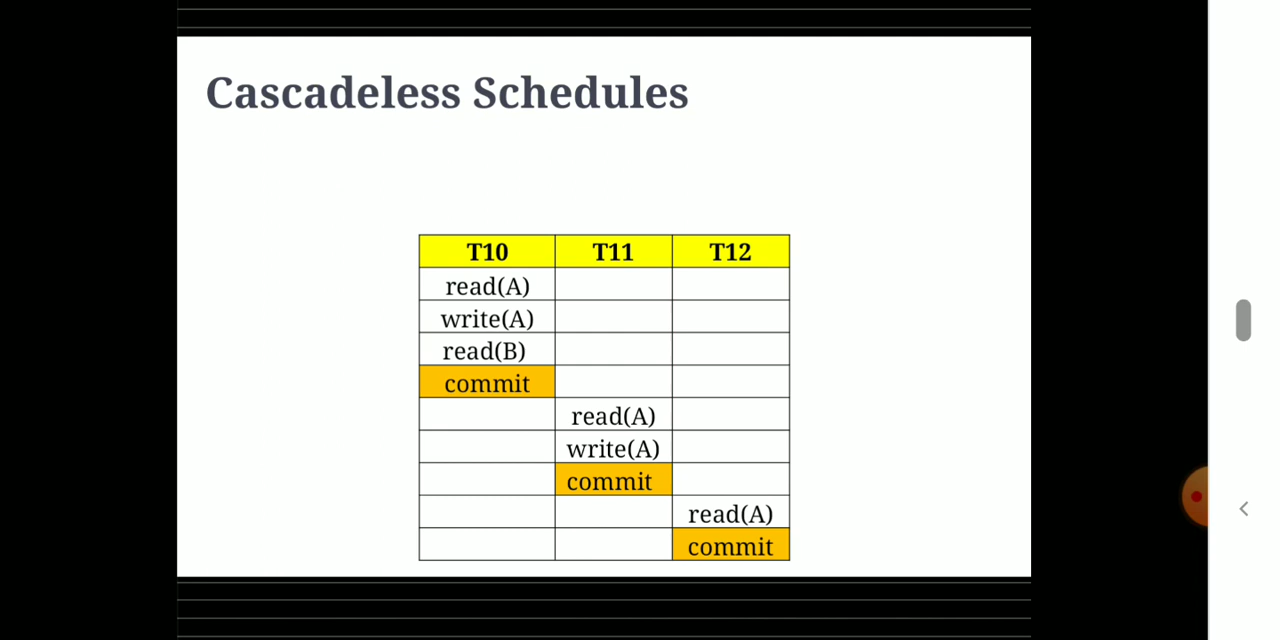 Cascadeless Schedules
T10 T11 T12
read(A)
write(A)
read(B)
commit
read(A)
write(A)
commit
read(A)
commit